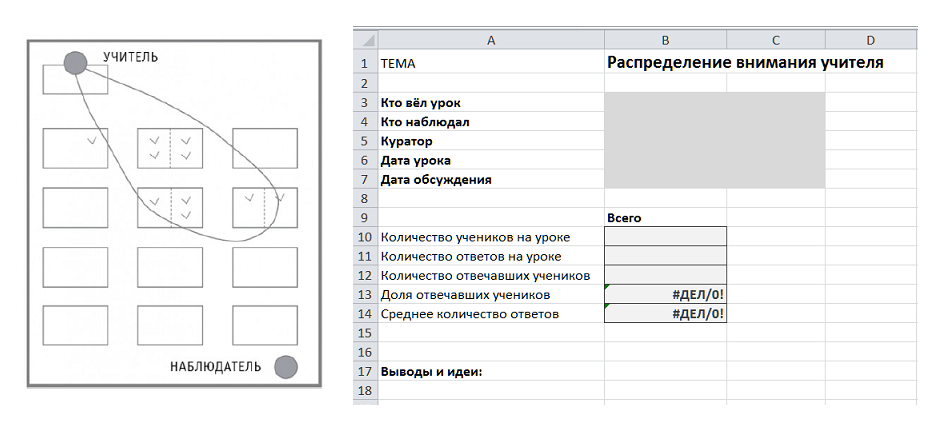 УЧИТЕЛЬ
НАБЛЮДАТЕЛЬ
A B C D
1 ТЕМА Распределение внимания учителя
2
3 Кто вёл урок
4 Кто наблюдал
5 Куратор
6 Дата урока
7 Дата обсуждения
8
9 Всего
10 Количество учеников на уроке
11 Количество ответов на уроке
12 Количество отвечавших учеников
13 Доля отвечавших учеников #ДЕЛ/0!
14 Среднее количество ответов #ДЕЛ/0!
15
16
17 Выводы и идеи:
18